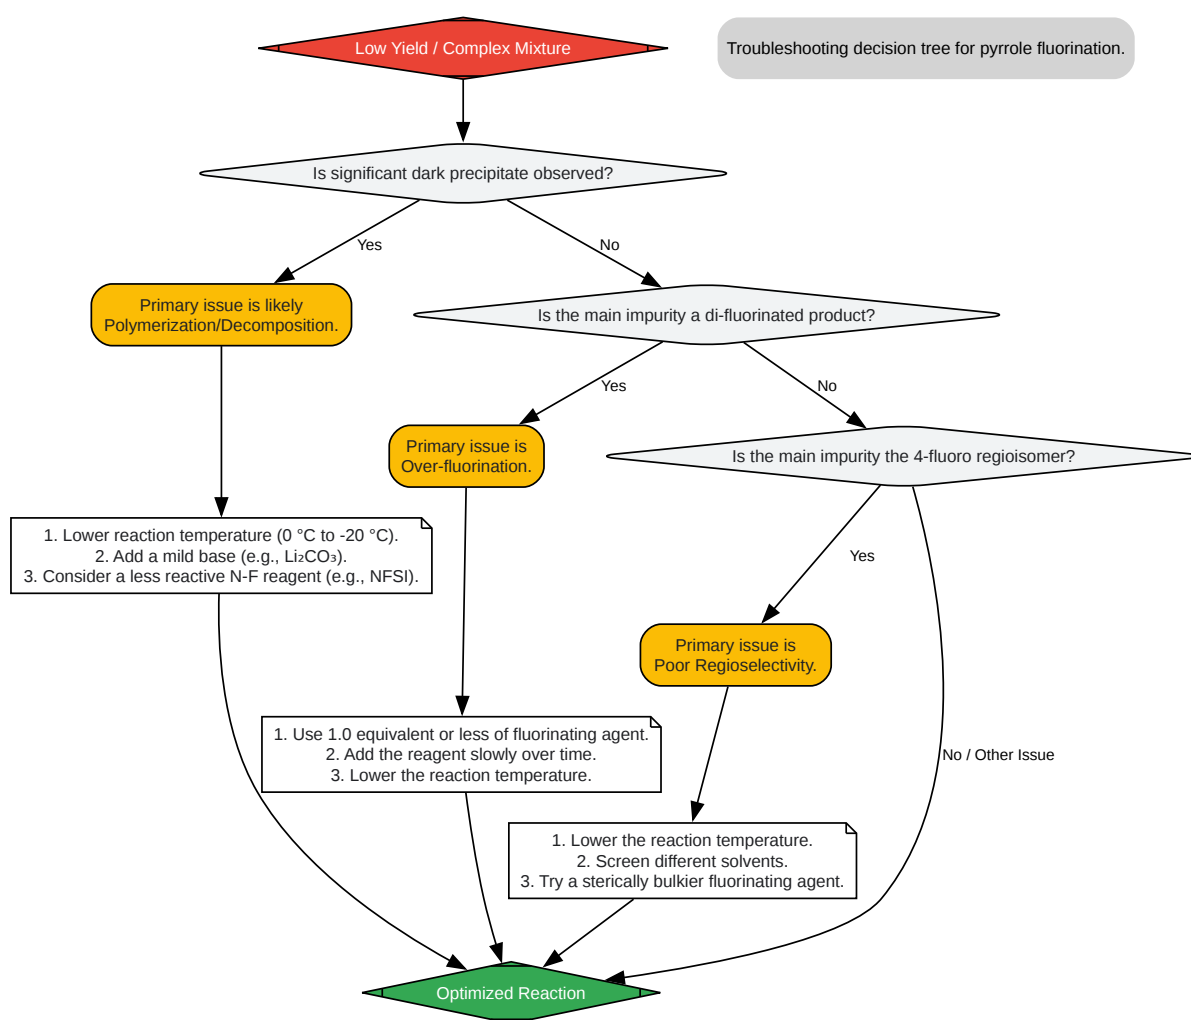 Low Yield / Complex Mixture
Troubleshooting decision tree for pyrrole fluorination.
Is significant dark precipitate observed?
Yes
No
Primary issue is likely
Polymerization/Decomposition.
Is the main impurity a di-fluorinated product?
Yes
No
Primary issue is
Over-fluorination.
Is the main impurity the 4-fluoro regioisomer?
1. Lower reaction temperature (0 °C to -20 °C).
2. Add a mild base (e.g., Li₂CO₃).
3. Consider a less reactive N-F reagent (e.g., NFSI).
Yes
Primary issue is
Poor Regioselectivity.
1. Use 1.0 equivalent or less of fluorinating agent.
2. Add the reagent slowly over time.
3. Lower the reaction temperature.
No / Other Issue
1. Lower the reaction temperature.
2. Screen different solvents.
3. Try a sterically bulkier fluorinating agent.
Optimized Reaction